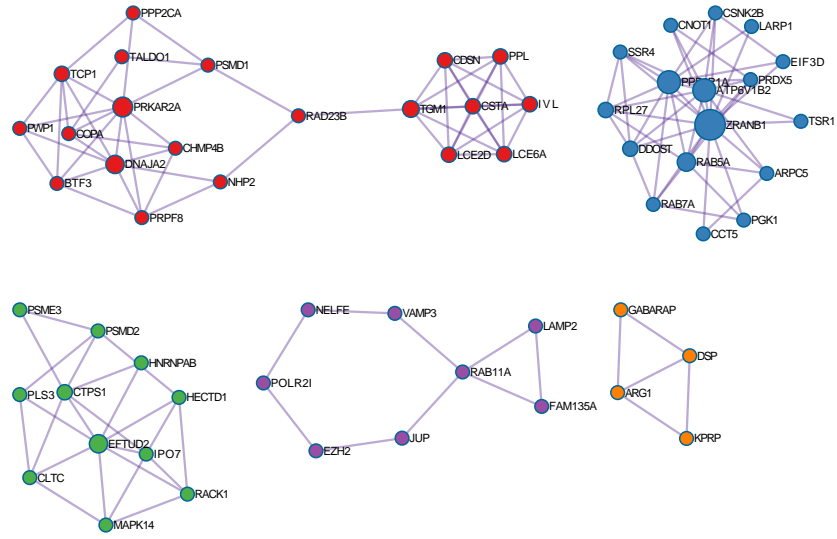 PPP2CA
TALDO1
PSMD1
TCP1
PRKAR2A
RAD23B
PWP1
COPA
CHMP4B
DNAJA2
BTF3
NHP2
PRPF8
CDSN
PPL
TGM1
CSTA
IVL
LCE2D
LCE6A
CSNK2B
CNOT1
LARP1
SSR4
EIF3D
PRDX5
ATP6V1B2
RPL27
ZRANB1
TSR1
DDOST
RAB5A
ARPC5
RAB7A
PGK1
CCT5
PSME3
PSMD2
HNRNPAB
PLS3
CTPS1
HECTD1
EFTUD2
IPO7
CLTC
RACK1
MAPK14
NELFE
VAMP3
LAMP2
POLR2I
RAB11A
FAM135A
JUP
EZH2
GABARAP
DSP
ARG1
KPRP